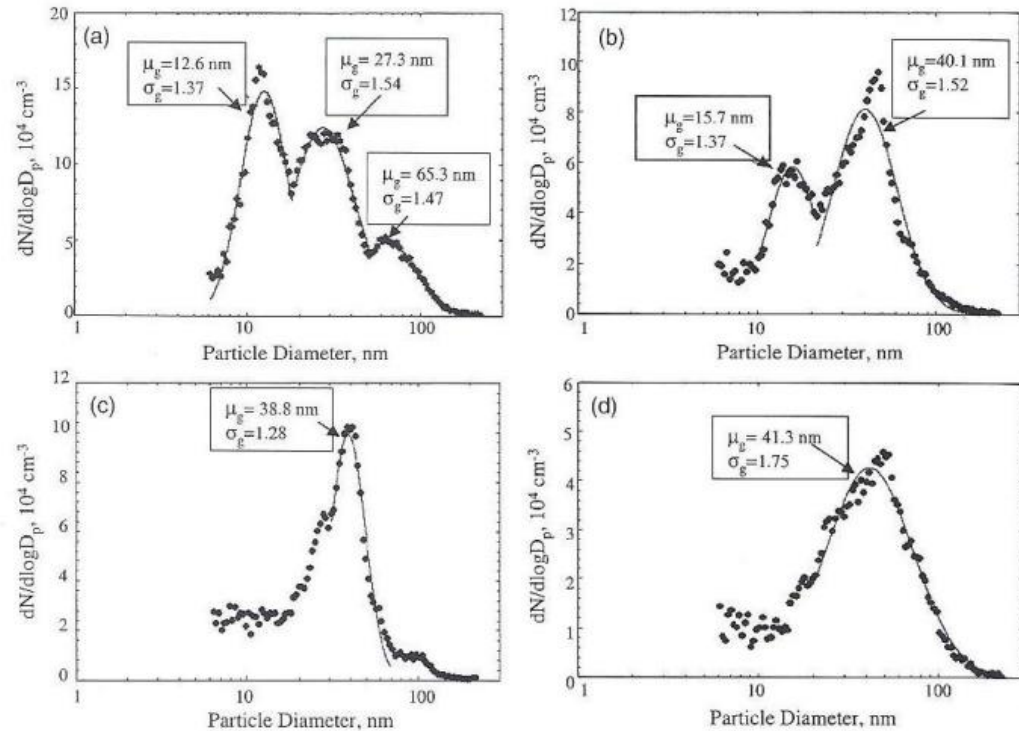 (a)
dN/dlogDp, 10⁴ cm⁻³
20
15
10
5
0
μg=12.6 nm
σg=1.37
μg= 27.3 nm
σg=1.54
μg= 65.3 nm
σg=1.47
1
10
100
Particle Diameter, nm
(b)
dN/dlogDp, 10⁴ cm⁻³
12
10
8
6
4
2
0
μg=15.7 nm
σg=1.37
μg= 40.1 nm
σg=1.52
1
10
100
Particle Diameter, nm
(c)
dN/dlogDp, 10⁴ cm⁻³
12
10
8
6
4
2
0
μg= 38.8 nm
σg=1.28
1
10
100
Particle Diameter, nm
(d)
dN/dlogDp, 10⁴ cm⁻³
6
5
4
3
2
1
0
μg= 41.3 nm
σg=1.75
1
10
100
Particle Diameter, nm